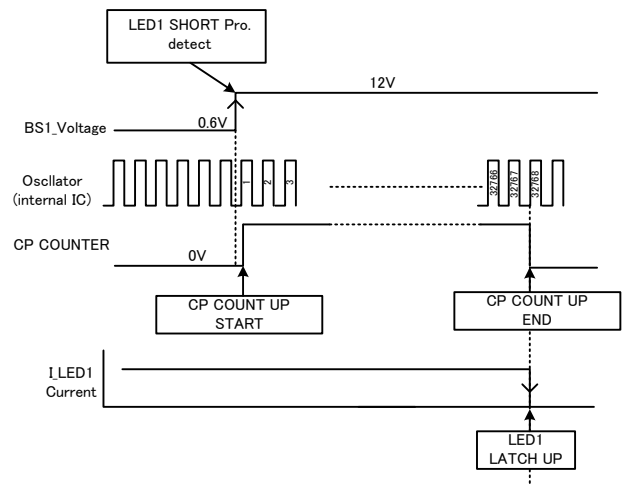 LED1 SHORT Pro.
detect
12V
BS1_Voltage
0.6V
Oscllator
(internal IC)
1
2
3
32766
32767
32768
CP COUNTER
0V
CP COUNT UP
START
CP COUNT UP
END
I_LED1
Current
LED1
LATCH UP